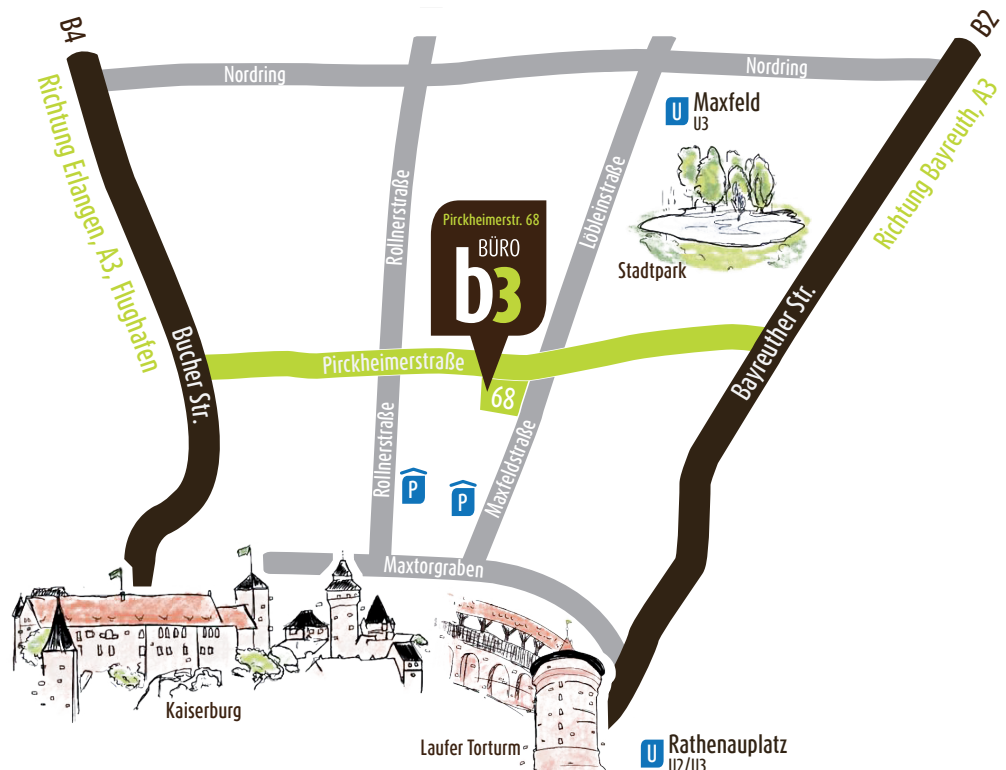 B4
B2
Nordring
Nordring
Richtung Erlangen, A3, Flughafen
Richtung Bayreuth, A3
U Maxfeld
U3
Rollnerstraße
Löbleinstraße
Pirckheimerstr. 68
BÜRO
b3
Stadtpark
Bucher Str.
Bayreuther Str.
Pirckheimerstraße
68
Rollnerstraße
Maxfeldstraße
P
P
Maxtorgraben
Kaiserburg
Laufer Torturm
U Rathenauplatz
U2/U3